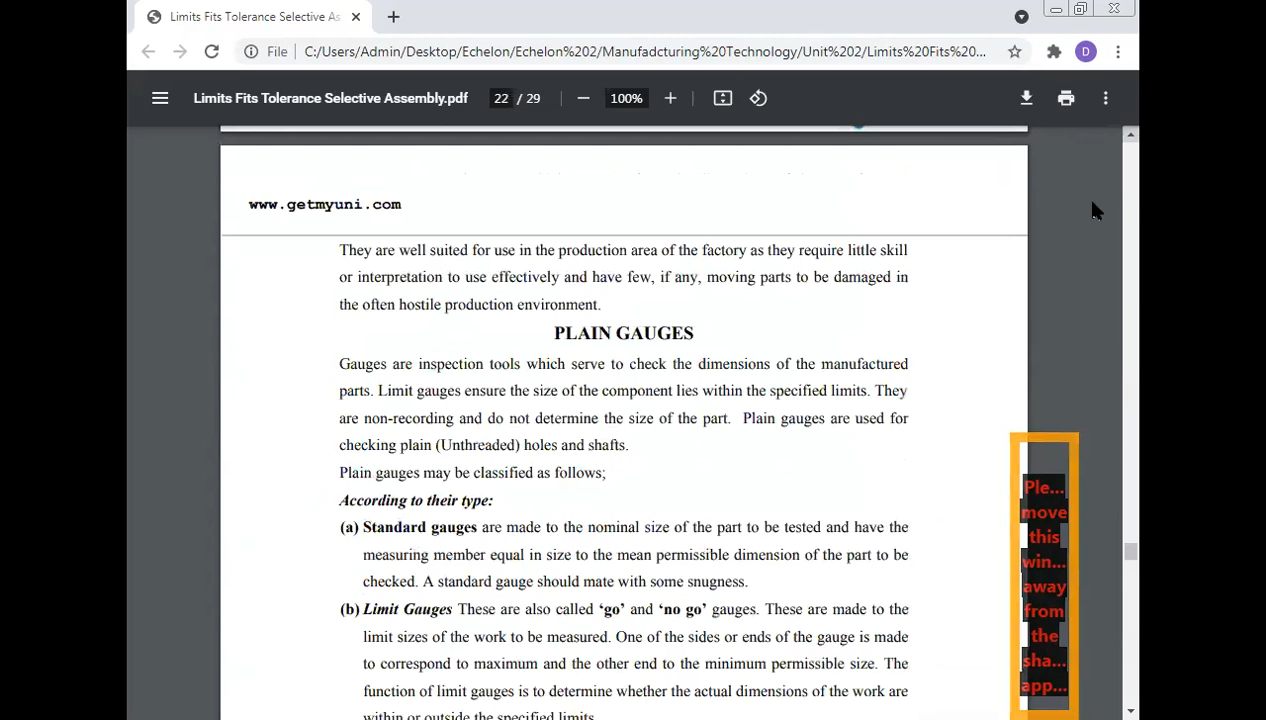 Limits Fits Tolerance Selective As
File C:/Users/Admin/Desktop/Echelon/Echelon%202/Manufadcturing%20Technology/Unit%202/Limits%20Fits%20... D
Limits Fits Tolerance Selective Assembly.pdf 22 / 29 100%
www.getmyuni.com
They are well suited for use in the production area of the factory as they require little skill
or interpretation to use effectively and have few, if any, moving parts to be damaged in
the often hostile production environment.
PLAIN GAUGES
Gauges are inspection tools which serve to check the dimensions of the manufactured
parts. Limit gauges ensure the size of the component lies within the specified limits. They
are non-recording and do not determine the size of the part. Plain gauges are used for
checking plain (Unthreaded) holes and shafts.
Plain gauges may be classified as follows;
According to their type:
(a) Standard gauges are made to the nominal size of the part to be tested and have the
measuring member equal in size to the mean permissible dimension of the part to be
checked. A standard gauge should mate with some snugness.
(b) Limit Gauges These are also called ‘go’ and ‘no go’ gauges. These are made to the
limit sizes of the work to be measured. One of the sides or ends of the gauge is made
to correspond to maximum and the other end to the minimum permissible size. The
function of limit gauges is to determine whether the actual dimensions of the work are
within or outside the specified limits.
Ple...
move
this
win...
away
from
the
sha...
app...